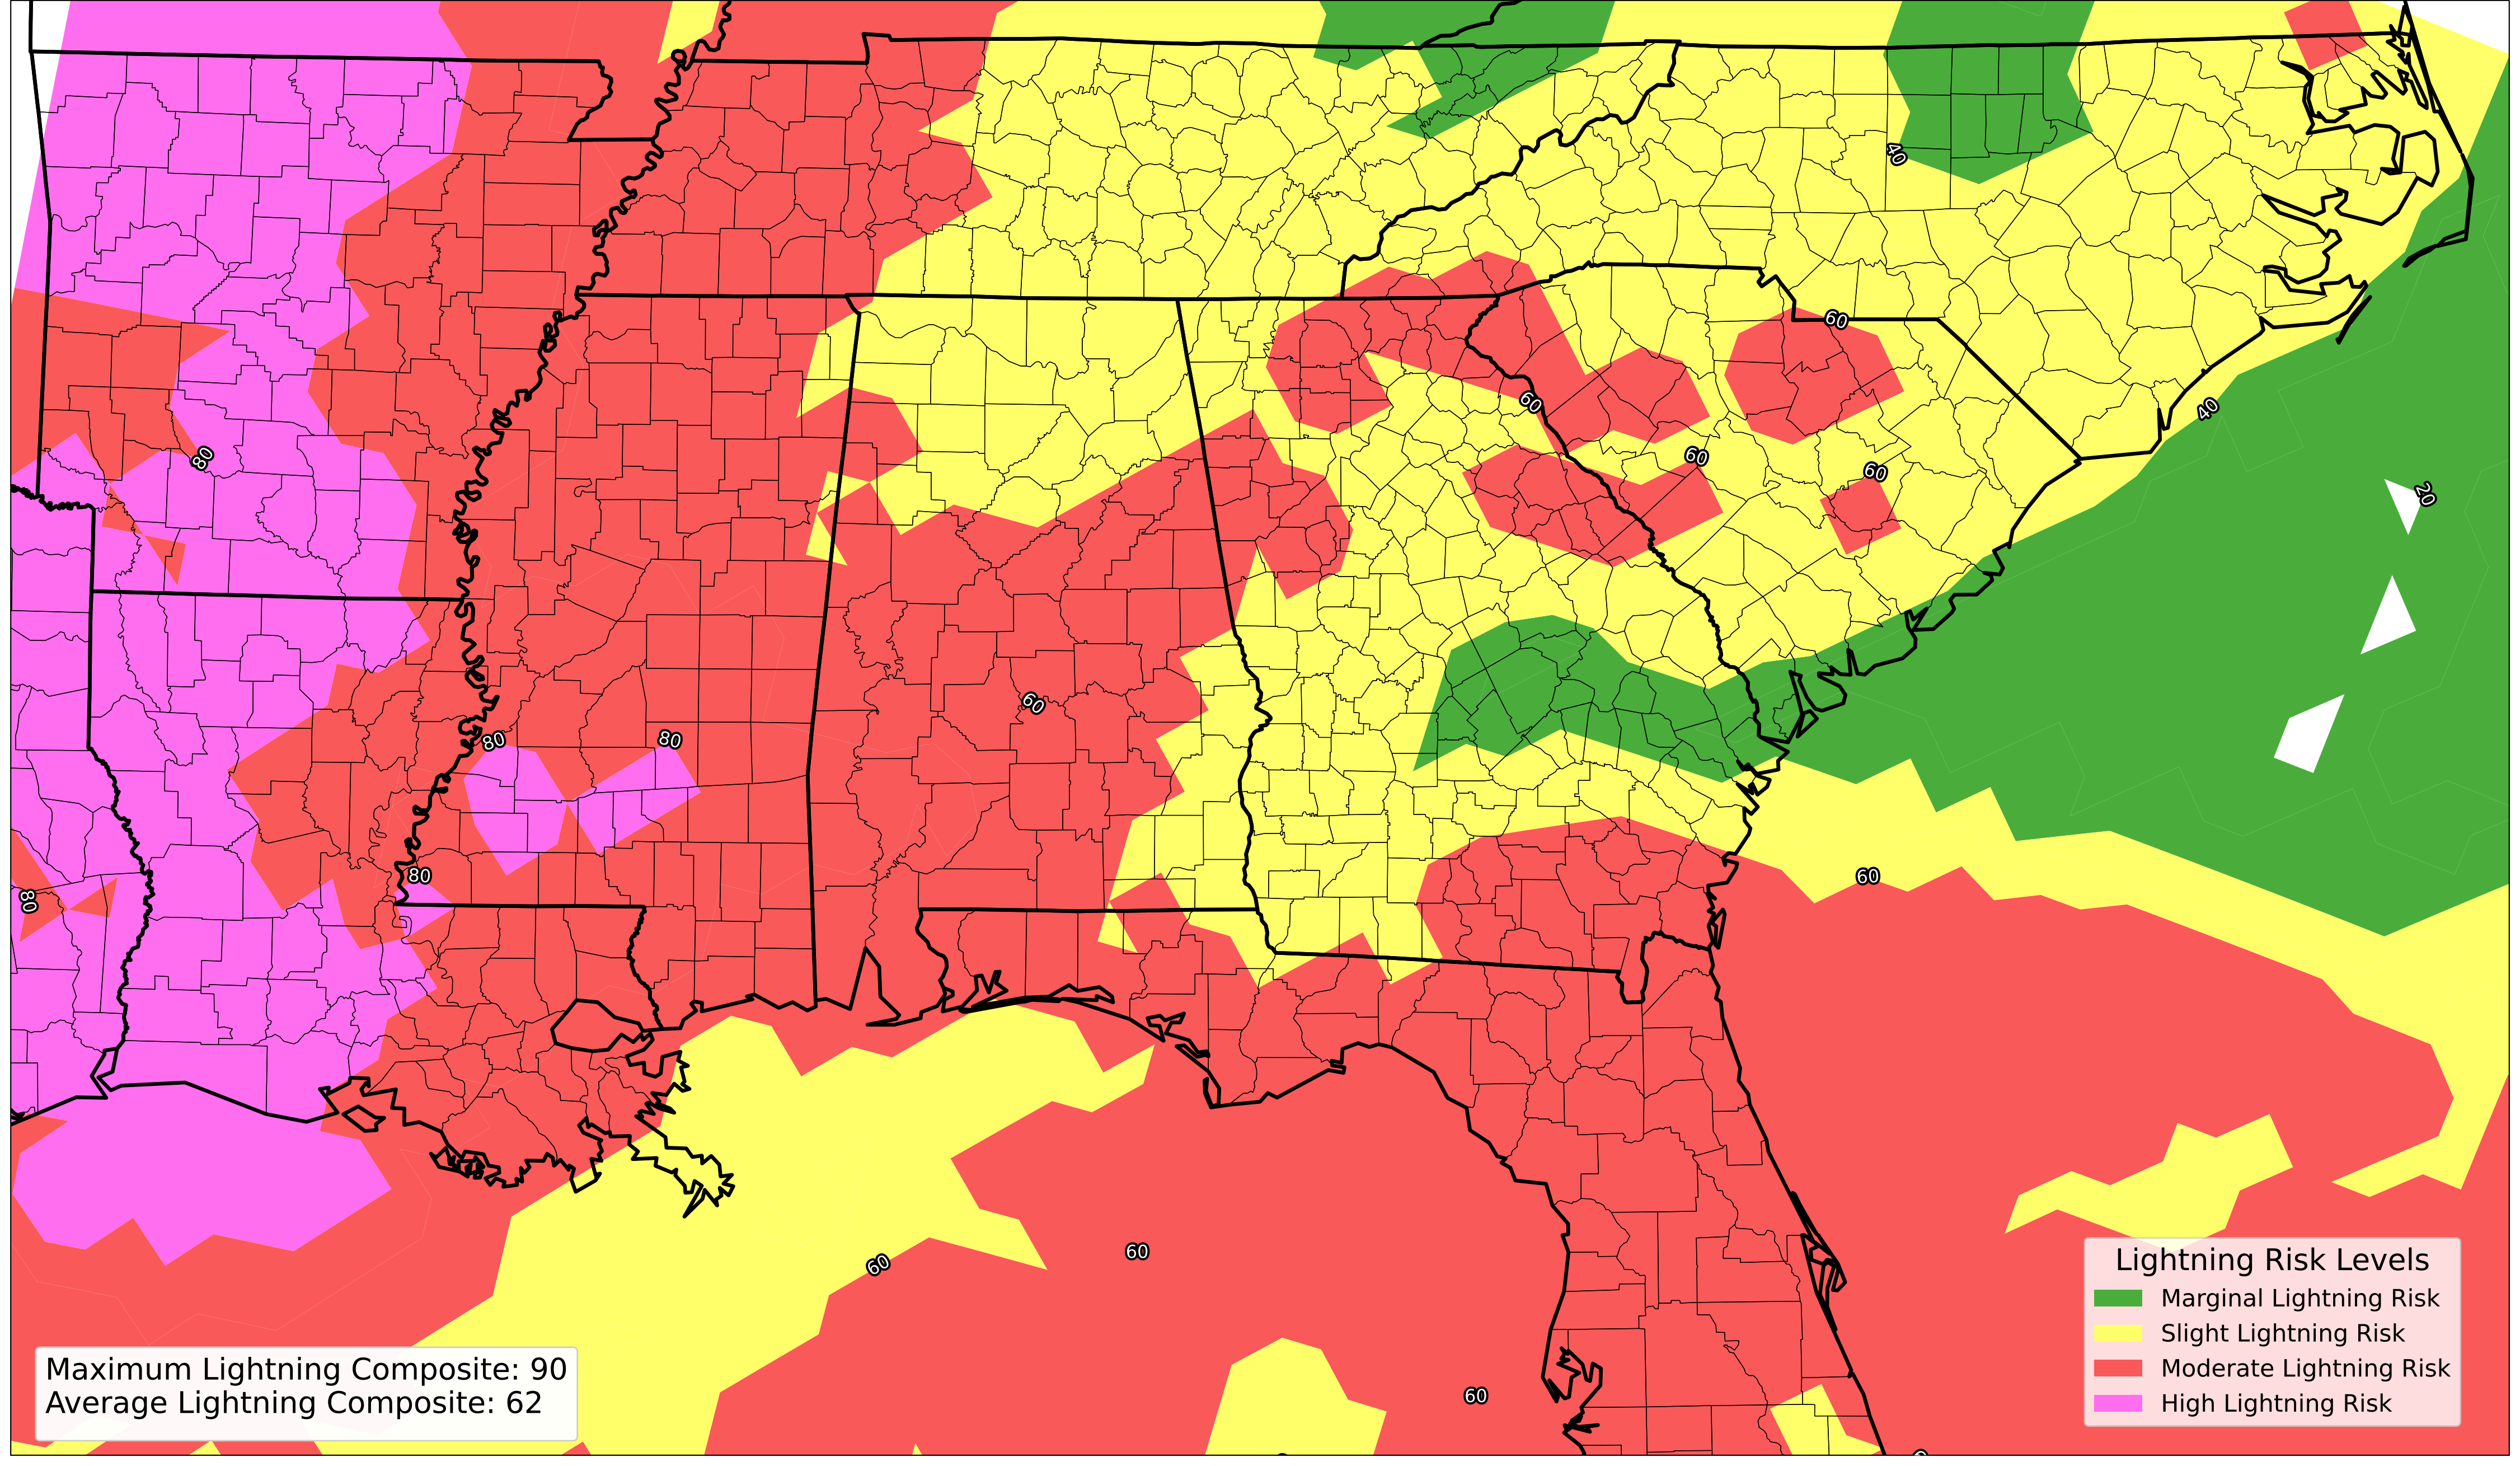 40
60
60
40
60
60
80
20
60
80
80
80
80
60
60
60
60
Lightning Risk Levels
Marginal Lightning Risk
Slight Lightning Risk
Moderate Lightning Risk
High Lightning Risk
Maximum Lightning Composite: 90
Average Lightning Composite: 62